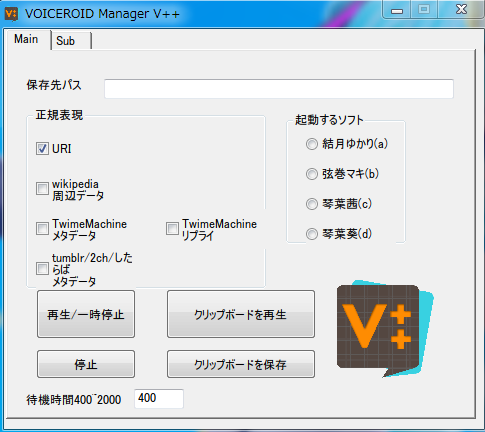 VOICEROID Manager V++
Main
Sub
保存先パス
正規表現
URI
wikipedia
周辺データ
TwimeMachine
メタデータ
TwimeMachine
リプライ
tumblr/2ch/した
らば
メタデータ
起動するソフト
結月ゆかり(a)
弦巻マキ(b)
琴葉茜(c)
琴葉葵(d)
再生/一時停止
クリップボードを再生
停止
クリップボードを保存
待機時間400~2000
400
V++